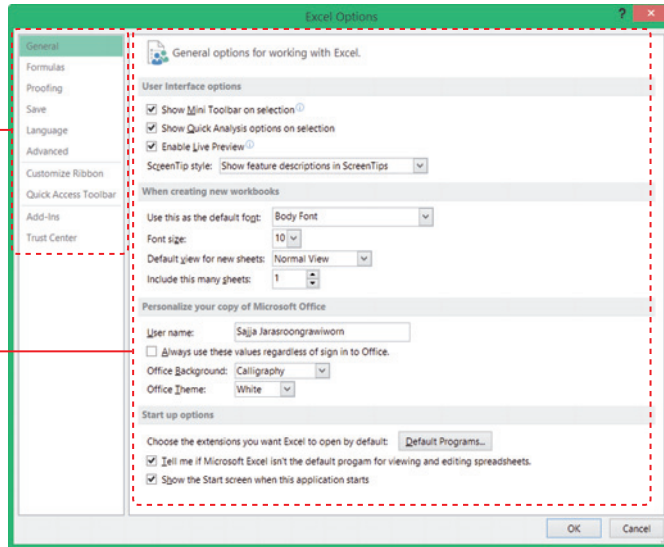 Excel Options
?
General
Formulas
Proofing
Save
Language
Advanced
Customize Ribbon
Quick Access Toolbar
Add-Ins
Trust Center
General options for working with Excel.
User Interface options
Show Mini Toolbar on selection
Show Quick Analysis options on selection
Enable Live Preview
ScreenTip style: Show feature descriptions in ScreenTips
When creating new workbooks
Use this as the default font: Body Font
Font size: 10
Default view for new sheets: Normal View
Include this many sheets: 1
Personalize your copy of Microsoft Office
User name: Sajja Jarasroongrawiworn
Always use these values regardless of sign in to Office.
Office Background: Calligraphy
Office Theme: White
Start up options
Choose the extensions you want Excel to open by default: Default Programs...
Tell me if Microsoft Excel isn't the default progam for viewing and editing spreadsheets.
Show the Start screen when this application starts
OK Cancel